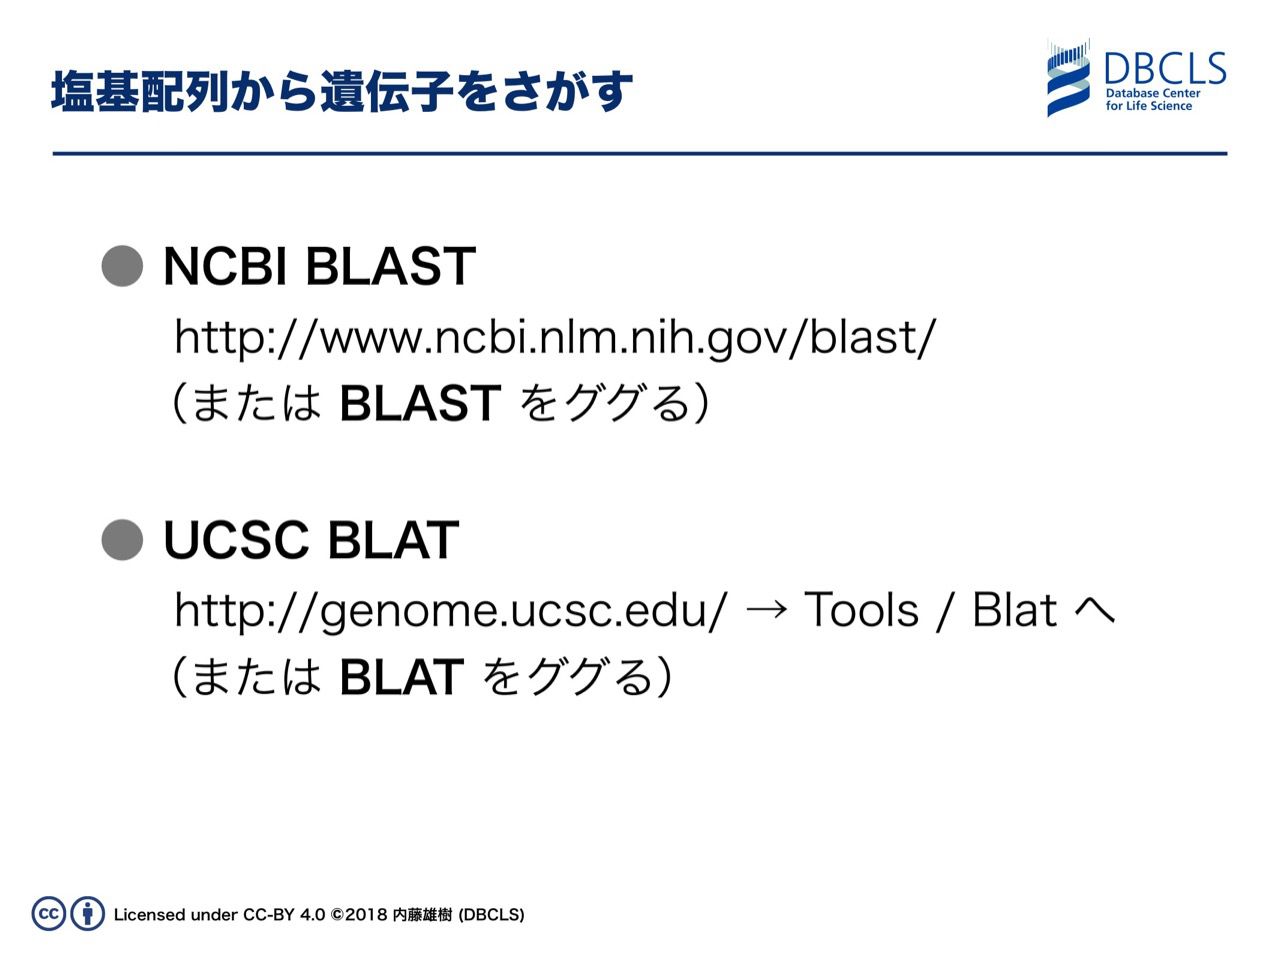 塩基配列から遺伝子をさがす
DBCLS
Database Center
for Life Science
● NCBI BLAST
http://www.ncbi.nlm.nih.gov/blast/
（または BLAST をググる）
● UCSC BLAT
http://genome.ucsc.edu/ → Tools / Blat へ
（または BLAT をググる）
cc
Licensed under CC-BY 4.0 ©2018 内藤雄樹 (DBCLS)